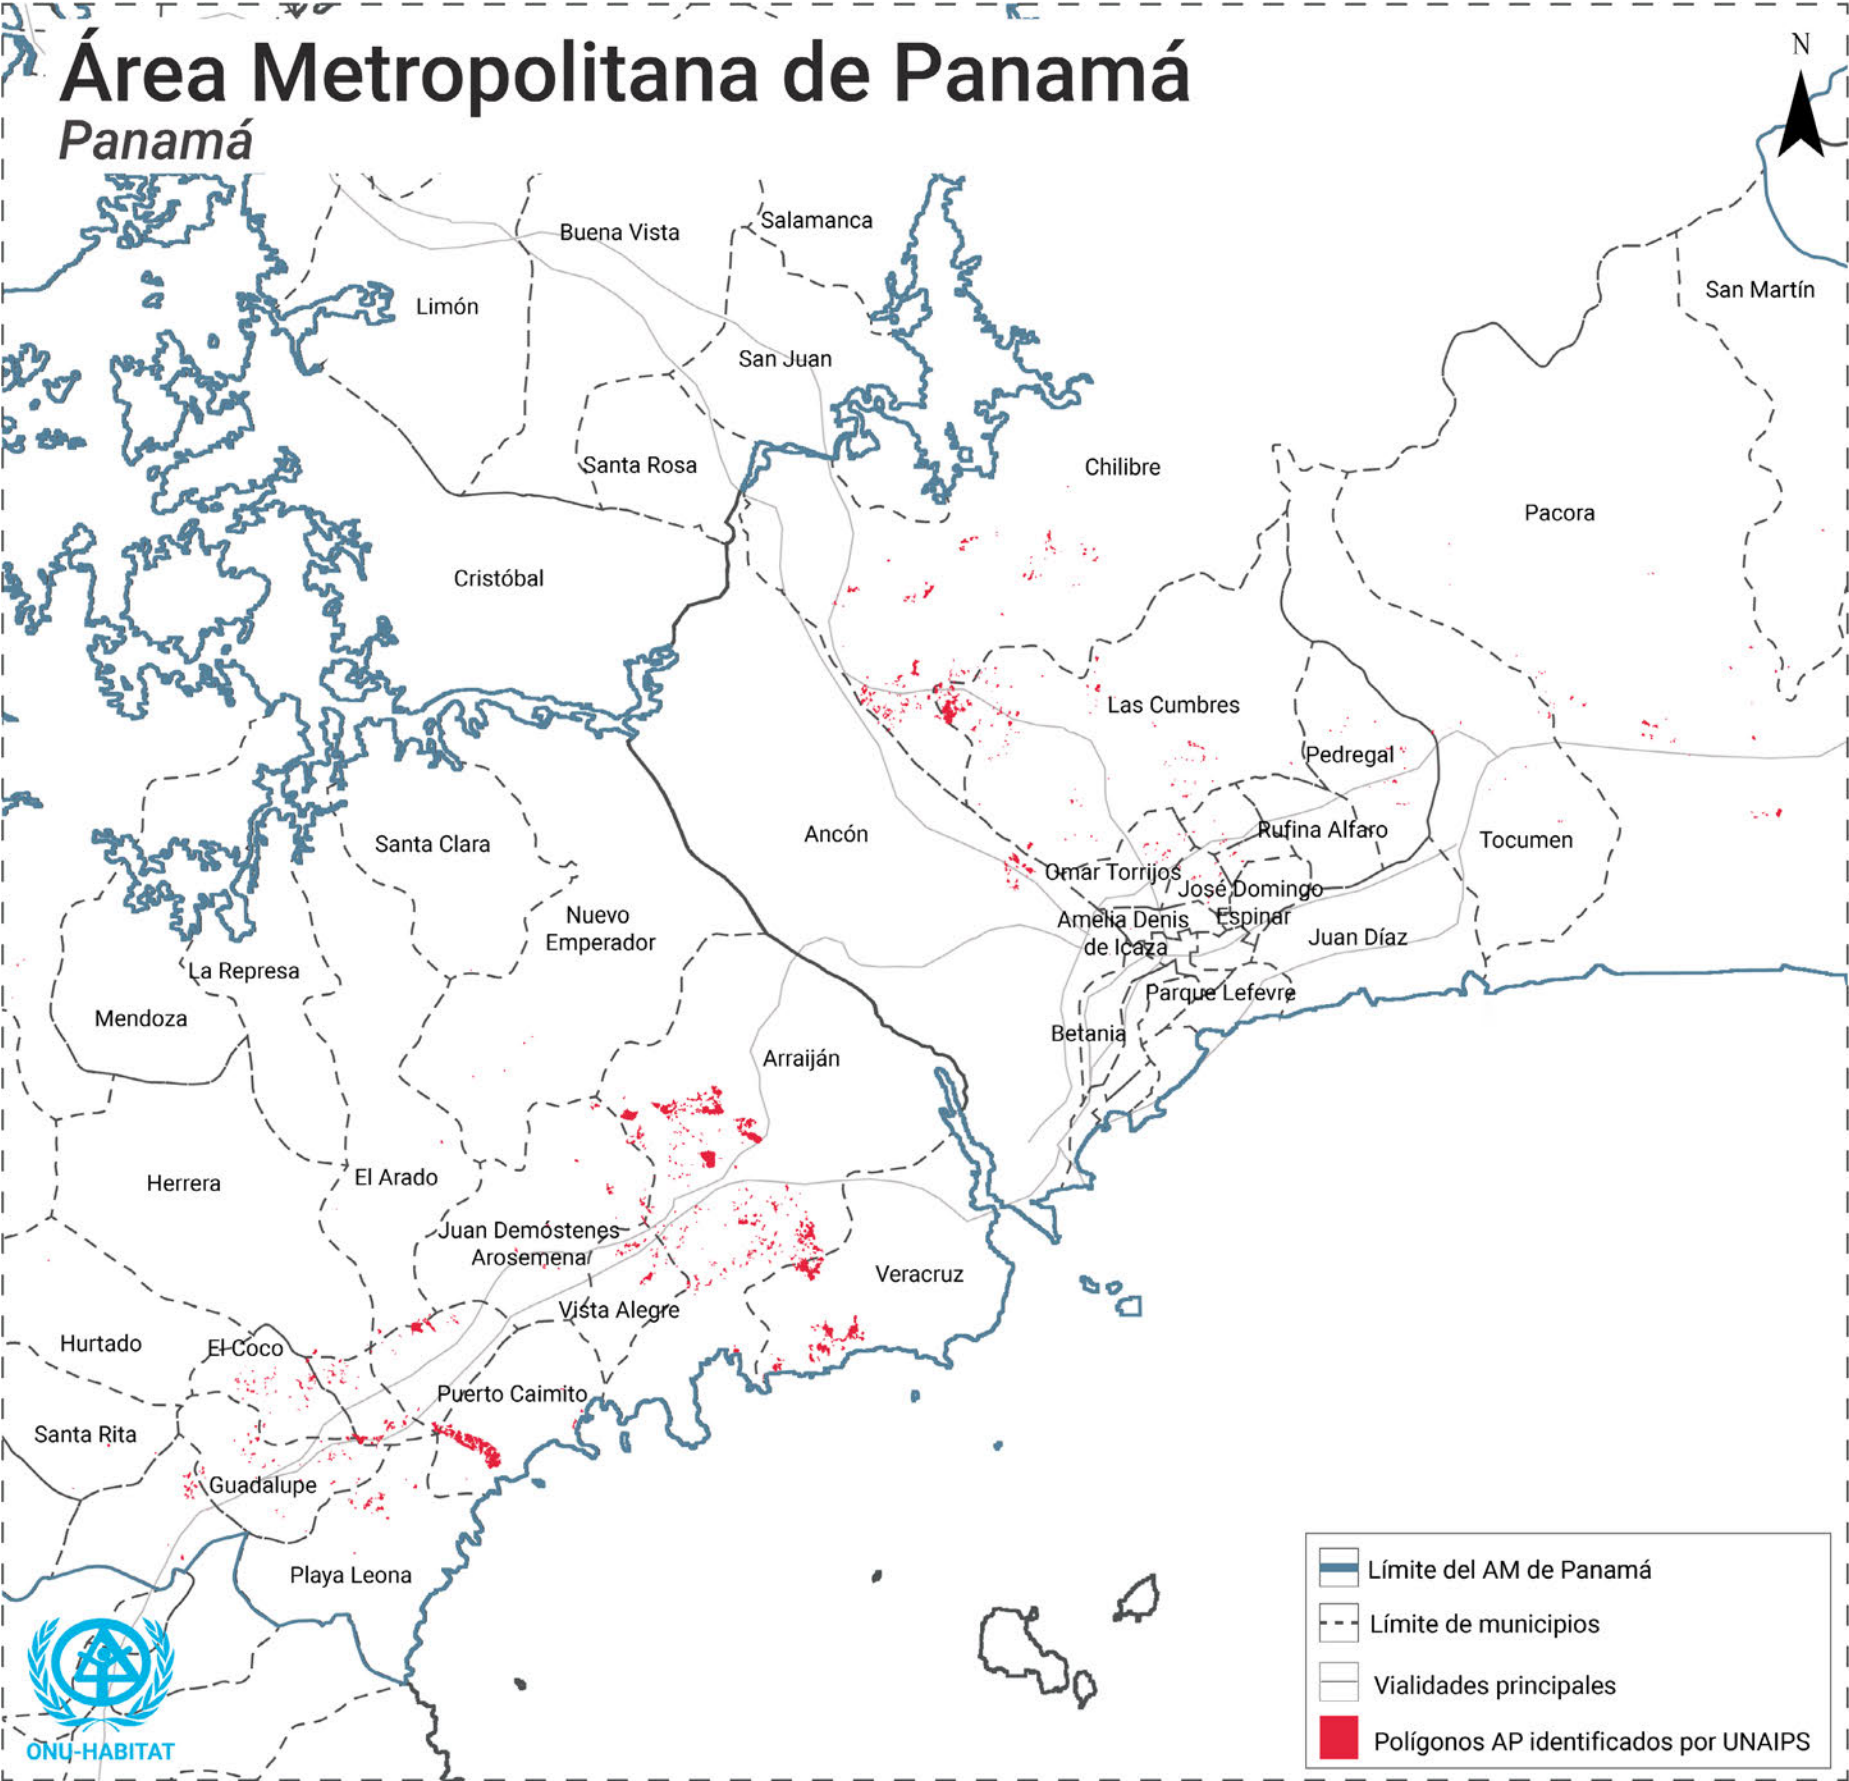 Área Metropolitana de Panamá
Panamá
N
Buena Vista
Salamanca
San Martín
Limón
San Juan
Santa Rosa
Chilibre
Pacora
Cristóbal
Las Cumbres
Pedregal
Santa Clara
Ancón
Rufina Alfaro
Tocumen
Omar Torrijos
José Domingo
Espinar
Nuevo
Emperador
Amelia Denis
de Icaza
Juan Díaz
La Represa
Mendoza
Parque Lefevre
Betania
Arraiján
Herrera
El Arado
Juan Demóstenes
Arosemena
Veracruz
Vista Alegre
Hurtado
El Coco
Puerto Caimito
Santa Rita
Guadalupe
Playa Leona
Límite del AM de Panamá
Límite de municipios
Vialidades principales
Polígonos AP identificados por UNAIPS
ONU-HABITAT